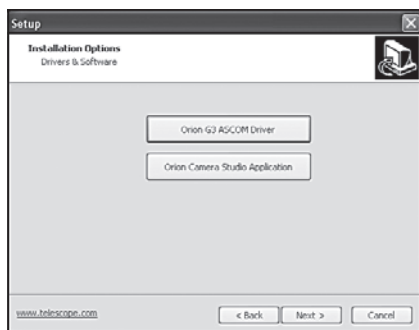 Setup
Installation Options
Drivers & Software
Orion G3 ASCOM Driver
Orion Camera Studio Application
www.telescope.com
< Back
Next >
Cancel